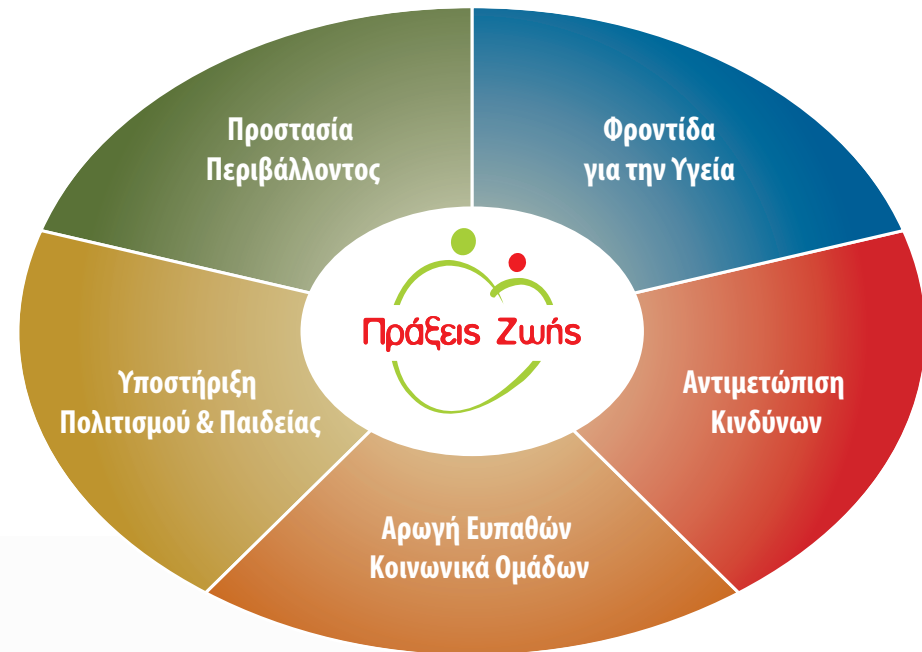 Προστασία
Περιβάλλοντος
Φροντίδα
για την Υγεία
Πράξεις Ζωής
Υποστήριξη
Πολιτισμού & Παιδείας
Αντιμετώπιση
Κινδύνων
Αρωγή Ευπαθών
Κοινωνικά Ομάδων